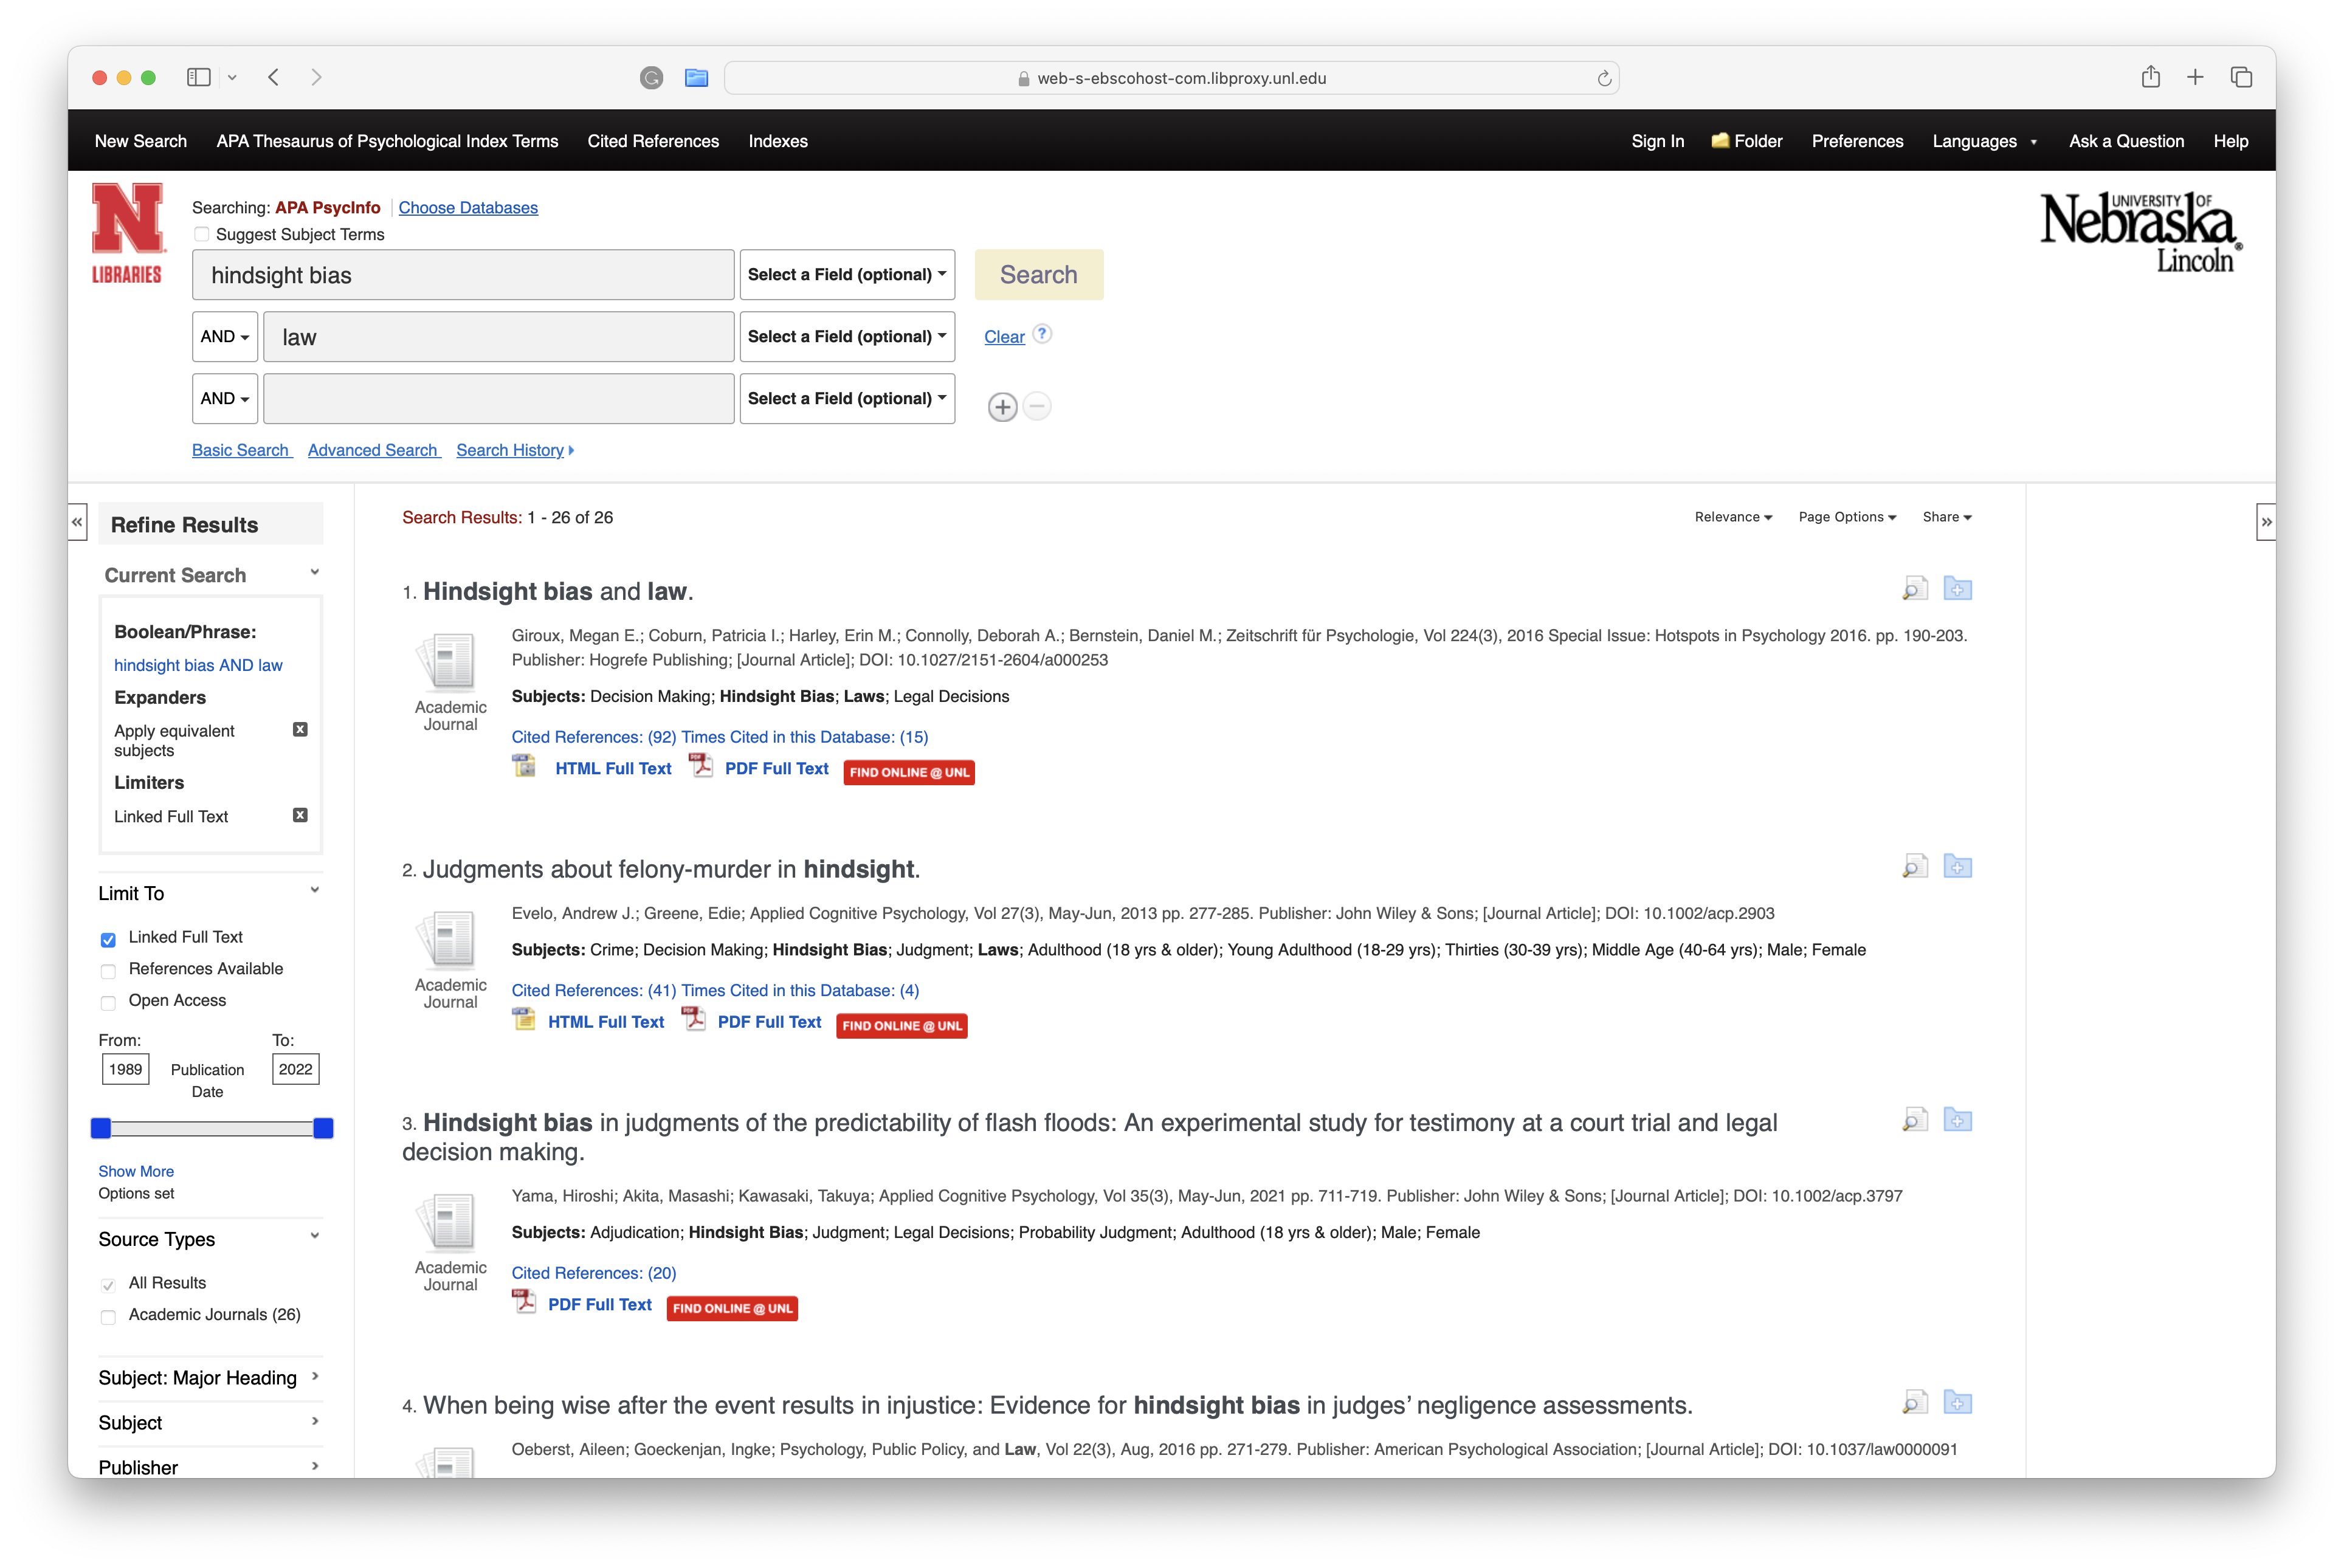 web-s-ebscohost-com.libproxy.unl.edu
New Search APA Thesaurus of Psychological Index Terms Cited References Indexes Sign In Folder Preferences Languages Ask a Question Help
N
LIBRARIES
UNIVERSITY OF
Nebraska
Lincoln
Searching: APA PsycInfo Choose Databases
Suggest Subject Terms
hindsight bias Select a Field (optional) Search
AND law Select a Field (optional) Clear ?
AND Select a Field (optional)
Basic Search Advanced Search Search History
Refine Results
Current Search
Boolean/Phrase:
hindsight bias AND law
Expanders
Apply equivalent
subjects
Limiters
Linked Full Text
Limit To
Linked Full Text
References Available
Open Access
From: To:
1989 Publication 2022
Date
Show More
Options set
Source Types
All Results
Academic Journals (26)
Subject: Major Heading
Subject
Publisher
Search Results: 1 - 26 of 26 Relevance Page Options Share
1. Hindsight bias and law.
Giroux, Megan E.; Coburn, Patricia I.; Harley, Erin M.; Connolly, Deborah A.; Bernstein, Daniel M.; Zeitschrift für Psychologie, Vol 224(3), 2016 Special Issue: Hotspots in Psychology 2016. pp. 190-203.
Publisher: Hogrefe Publishing; [Journal Article]; DOI: 10.1027/2151-2604/a000253
Academic
Journal
Subjects: Decision Making; Hindsight Bias; Laws; Legal Decisions
Cited References: (92) Times Cited in this Database: (15)
HTML Full Text PDF Full Text FIND ONLINE @ UNL
2. Judgments about felony-murder in hindsight.
Evelo, Andrew J.; Greene, Edie; Applied Cognitive Psychology, Vol 27(3), May-Jun, 2013 pp. 277-285. Publisher: John Wiley & Sons; [Journal Article]; DOI: 10.1002/acp.2903
Subjects: Crime; Decision Making; Hindsight Bias; Judgment; Laws; Adulthood (18 yrs & older); Young Adulthood (18-29 yrs); Thirties (30-39 yrs); Middle Age (40-64 yrs); Male; Female
Academic
Journal
Cited References: (41) Times Cited in this Database: (4)
HTML Full Text PDF Full Text FIND ONLINE @ UNL
3. Hindsight bias in judgments of the predictability of flash floods: An experimental study for testimony at a court trial and legal
decision making.
Yama, Hiroshi; Akita, Masashi; Kawasaki, Takuya; Applied Cognitive Psychology, Vol 35(3), May-Jun, 2021 pp. 711-719. Publisher: John Wiley & Sons; [Journal Article]; DOI: 10.1002/acp.3797
Subjects: Adjudication; Hindsight Bias; Judgment; Legal Decisions; Probability Judgment; Adulthood (18 yrs & older); Male; Female
Academic
Journal
Cited References: (20)
PDF Full Text FIND ONLINE @ UNL
4. When being wise after the event results in injustice: Evidence for hindsight bias in judges’ negligence assessments.
Oeberst, Aileen; Goeckenjan, Ingke; Psychology, Public Policy, and Law, Vol 22(3), Aug, 2016 pp. 271-279. Publisher: American Psychological Association; [Journal Article]; DOI: 10.1037/law0000091